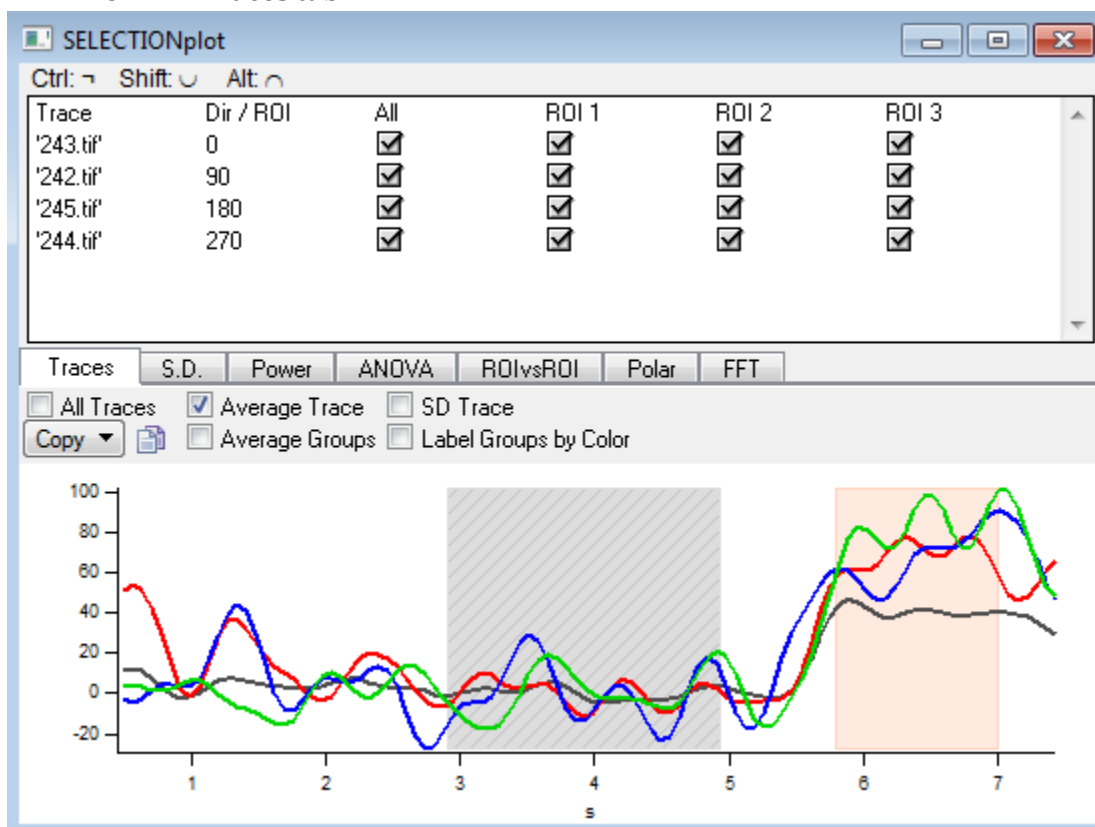 SELECTIONplot
Ctrl: ¬ Shift: ◡ Alt: ◠
Trace Dir / ROI All ROI 1 ROI 2 ROI 3
'243.tif' 0
'242.tif' 90
'245.tif' 180
'244.tif' 270
Traces S.D. Power ANOVA ROIvsROI Polar FFT
All Traces Average Trace SD Trace
Copy Average Groups Label Groups by Color
100
80
60
40
20
0
-20
1 2 3 4 5 6 7
s